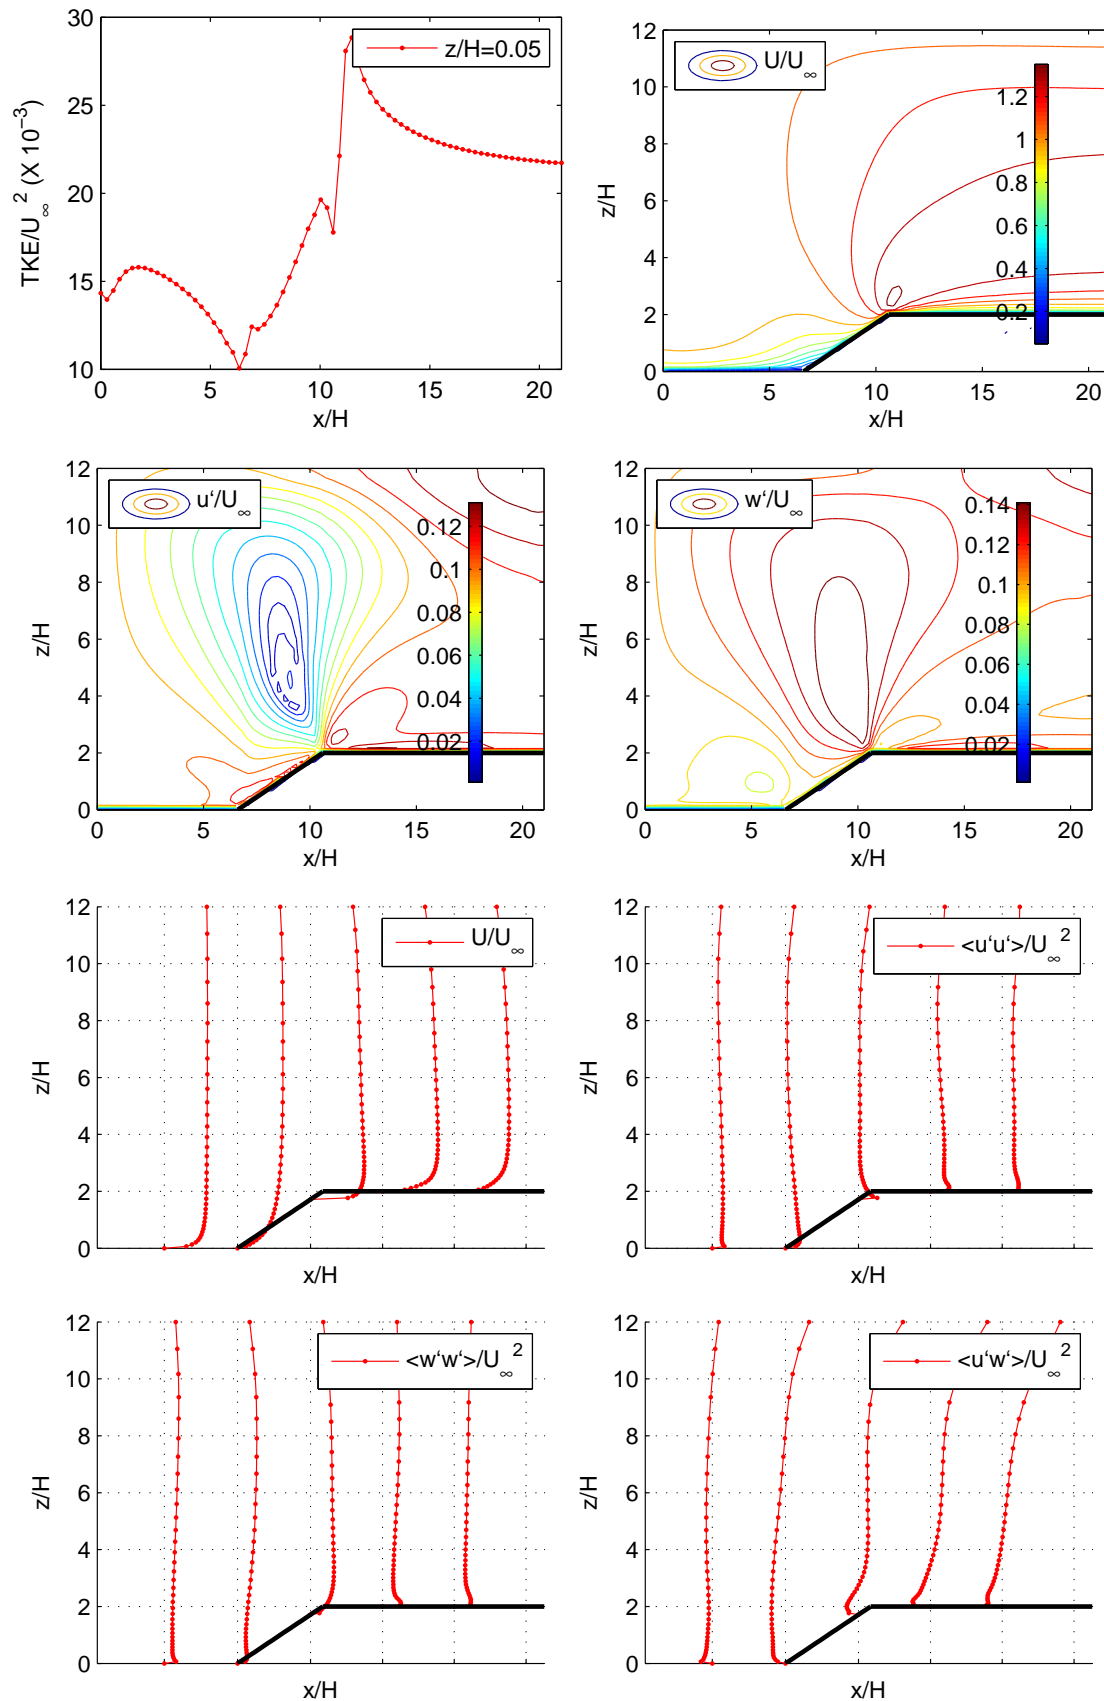 30
25
20
15
10
TKE/U∞² (X 10⁻³)
z/H=0.05
0 5 10 15 20
x/H
12
10
8
6
4
2
0
z/H
U/U∞
1.2
1
0.8
0.6
0.4
0.2
0 5 10 15 20
x/H
12
10
8
6
4
2
0
z/H
u‘/U∞
0.12
0.1
0.08
0.06
0.04
0.02
0 5 10 15 20
x/H
12
10
8
6
4
2
0
z/H
w‘/U∞
0.14
0.12
0.1
0.08
0.06
0.04
0.02
0 5 10 15 20
x/H
12
10
8
6
4
2
0
z/H
U/U∞
x/H
12
10
8
6
4
2
0
z/H
<u‘u‘>/U∞²
x/H
12
10
8
6
4
2
0
z/H
<w‘w‘>/U∞²
x/H
12
10
8
6
4
2
0
z/H
<u‘w‘>/U∞²
x/H